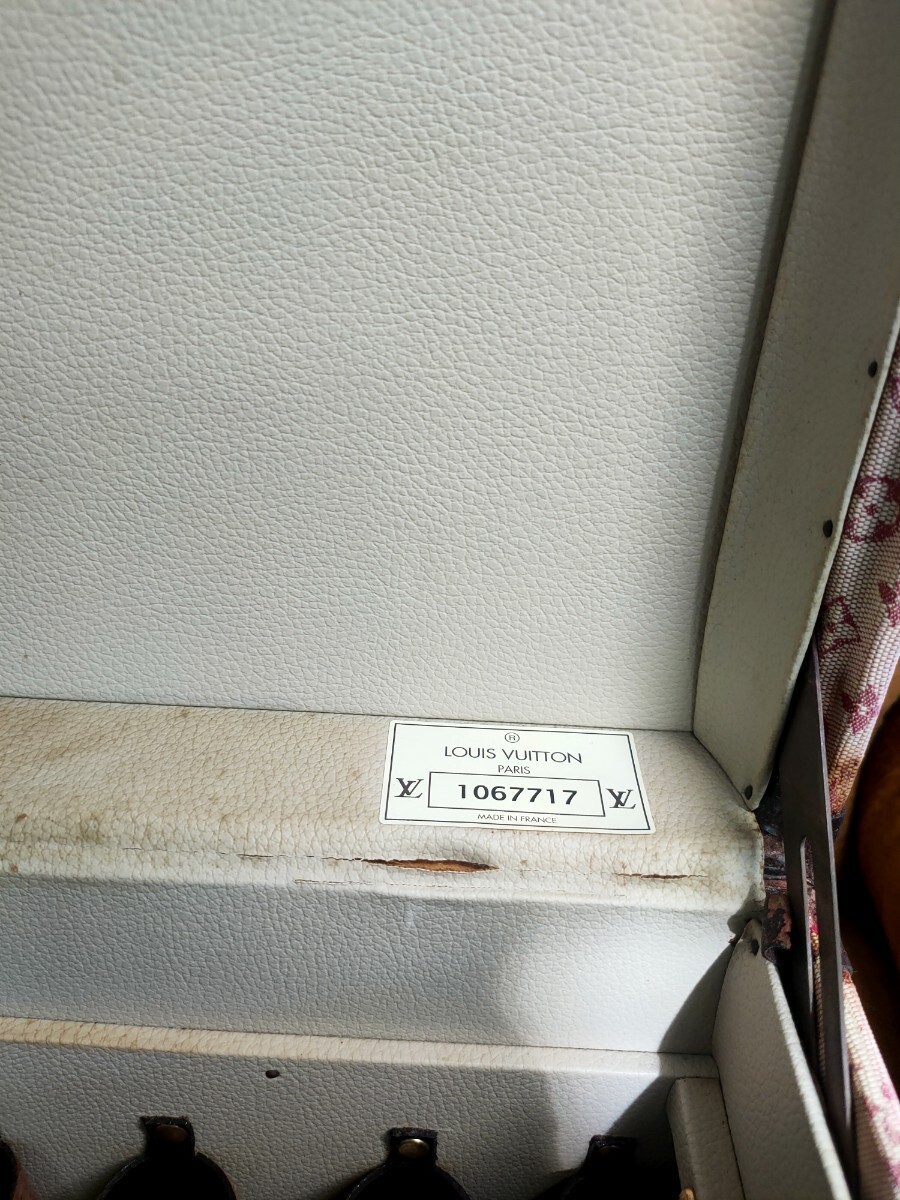 ®
LOUIS VUITTON
PARIS
LV 1067717 LV
MADE IN FRANCE